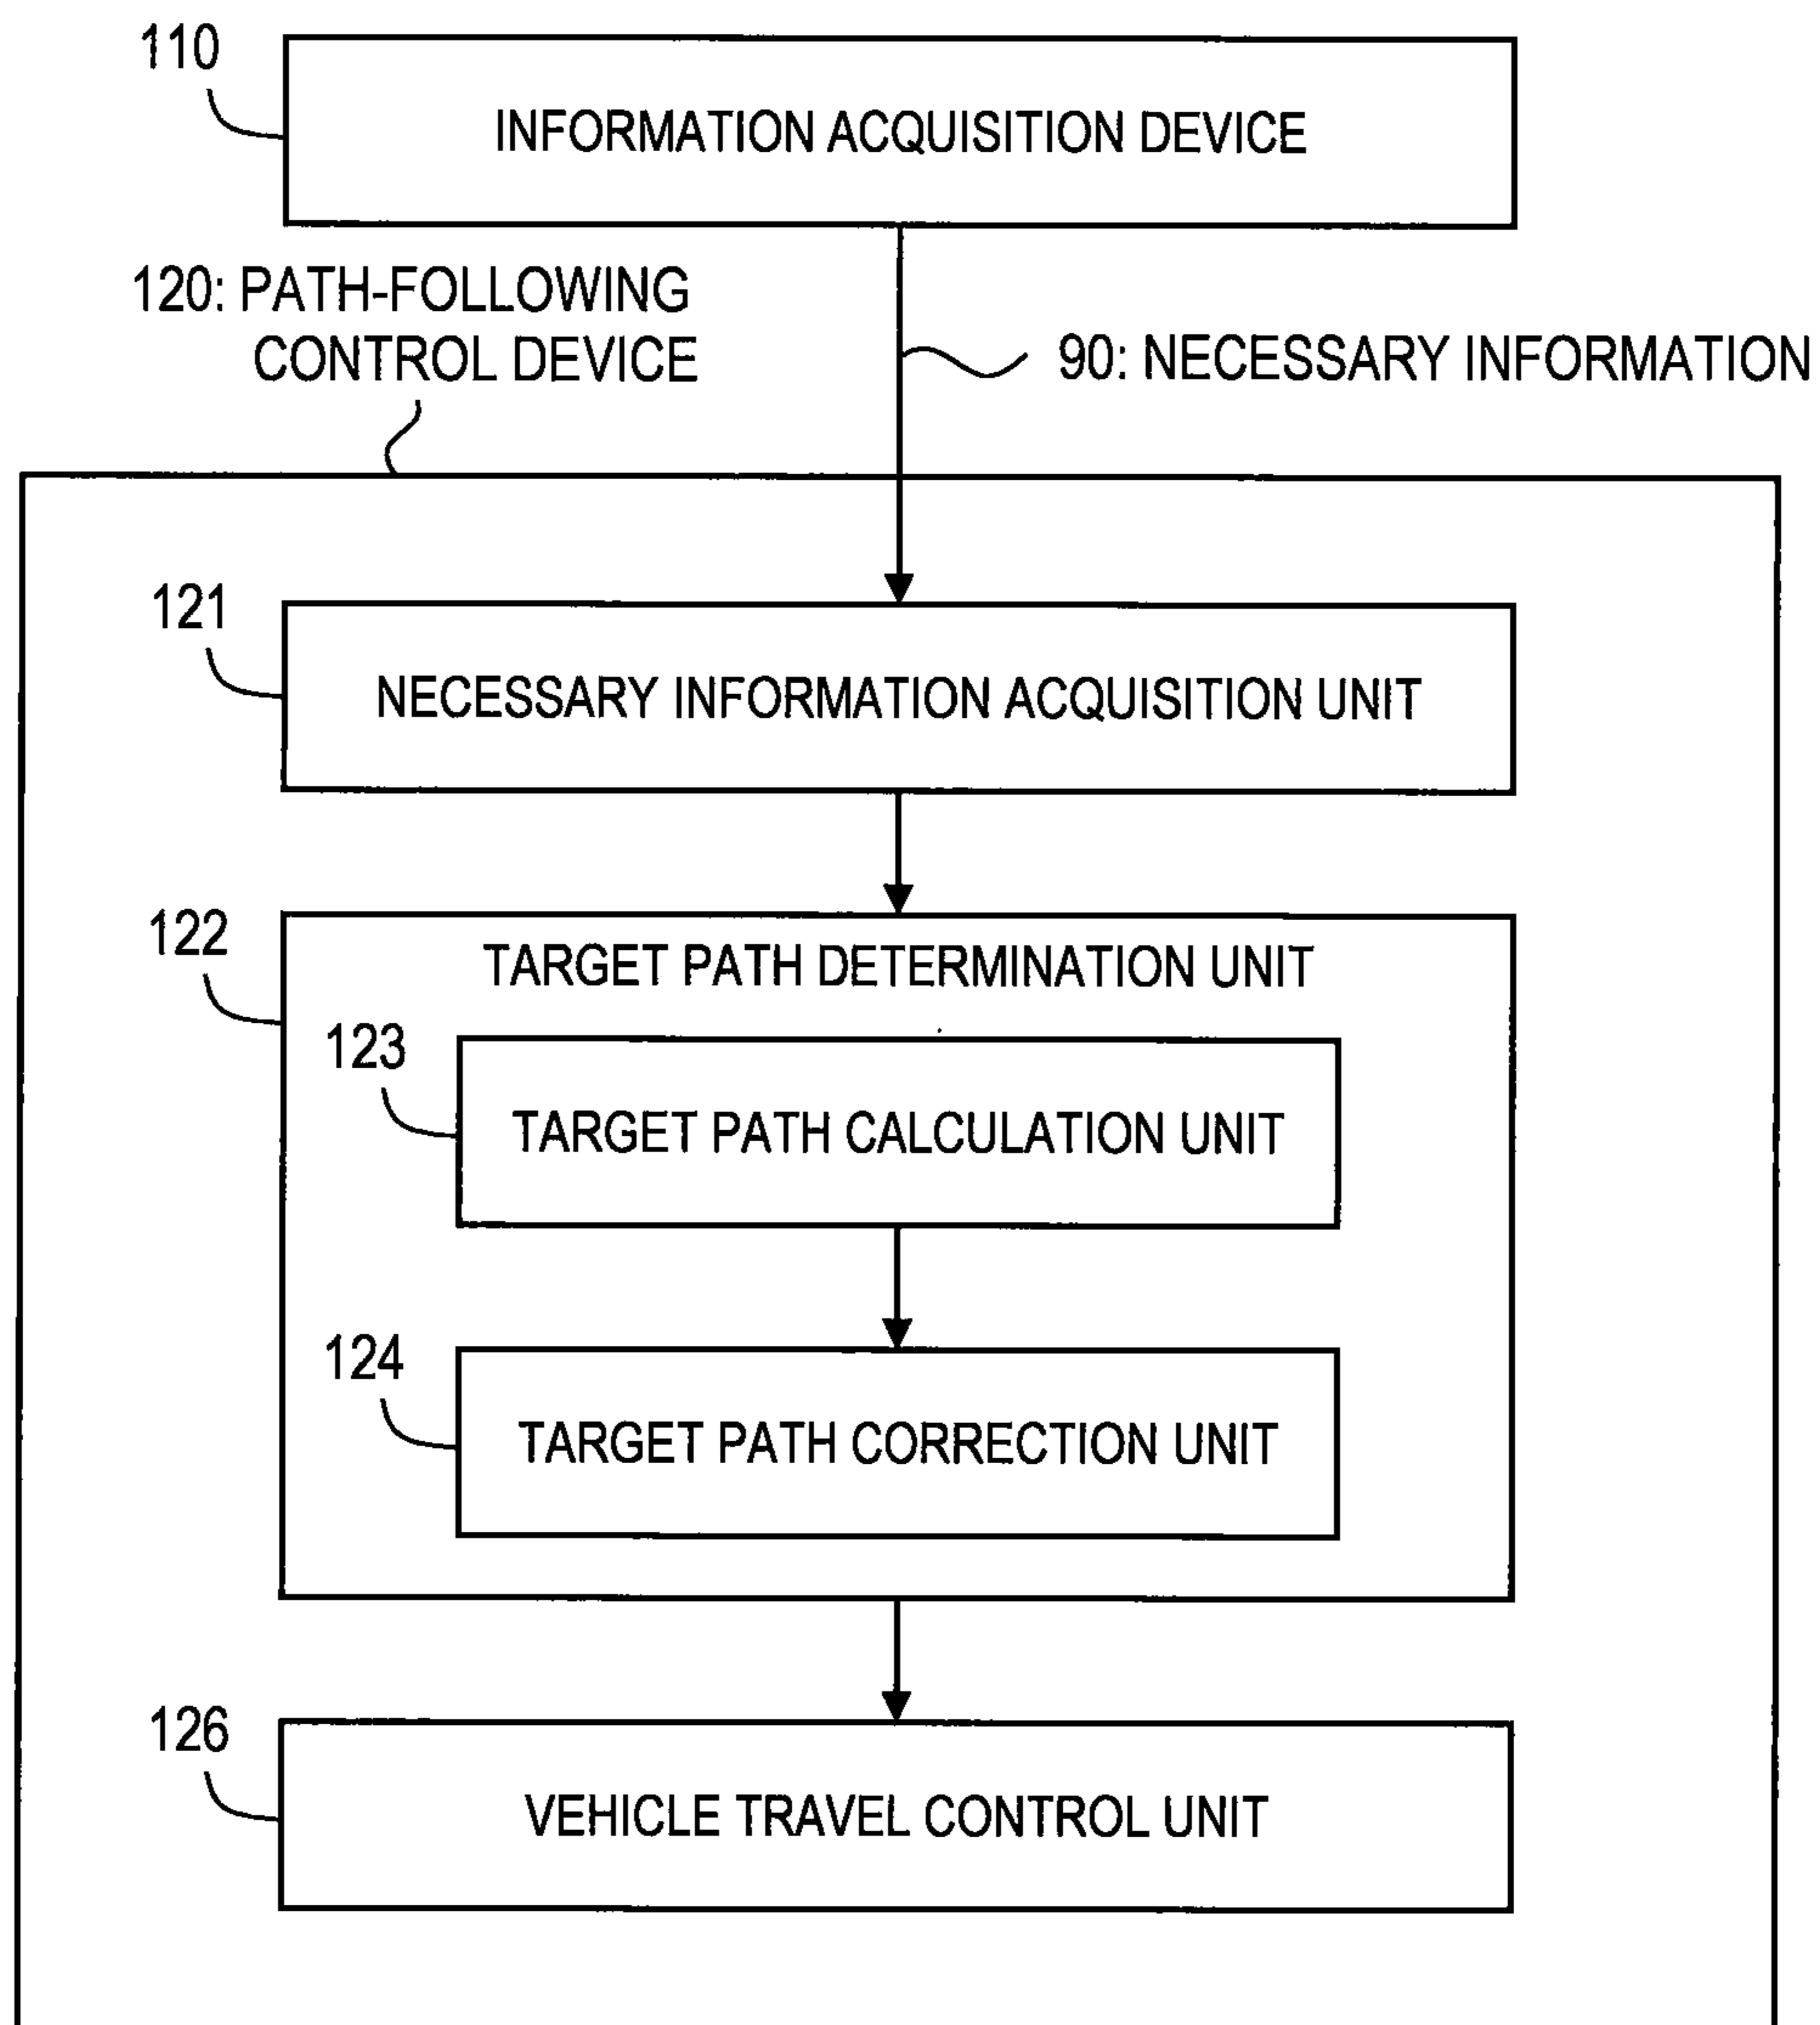 110
INFORMATION ACQUISITION DEVICE
120: PATH-FOLLOWING
CONTROL DEVICE
90: NECESSARY INFORMATION
121
NECESSARY INFORMATION ACQUISITION UNIT
122
TARGET PATH DETERMINATION UNIT
123
TARGET PATH CALCULATION UNIT
124
TARGET PATH CORRECTION UNIT
126
VEHICLE TRAVEL CONTROL UNIT